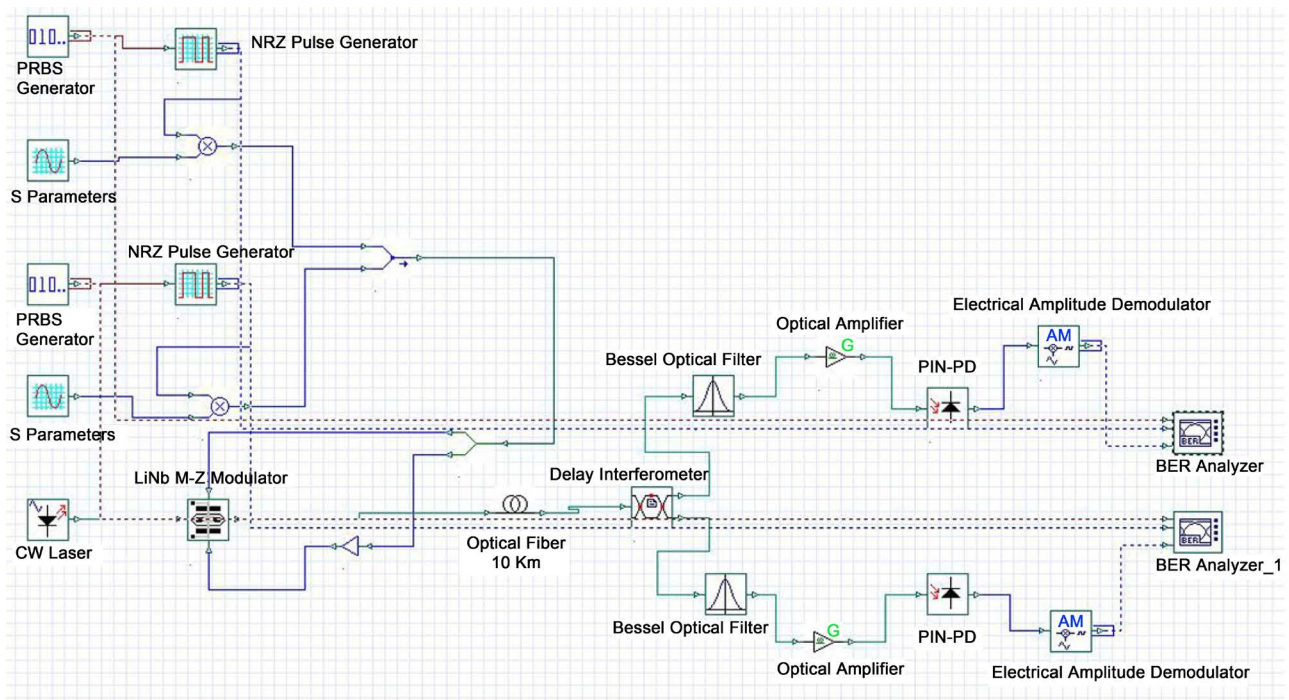 010..
NRZ Pulse Generator
PRBS
Generator
S Parameters
NRZ Pulse Generator
010..
PRBS
Generator
S Parameters
LiNb M-Z Modulator
CW Laser
Optical Fiber
10 Km
Delay Interferometer
Bessel Optical Filter
Optical Amplifier
G
PIN-PD
Electrical Amplitude Demodulator
AM
BER
BER Analyzer
BER
BER Analyzer_1
Bessel Optical Filter
G
Optical Amplifier
PIN-PD
AM
Electrical Amplitude Demodulator